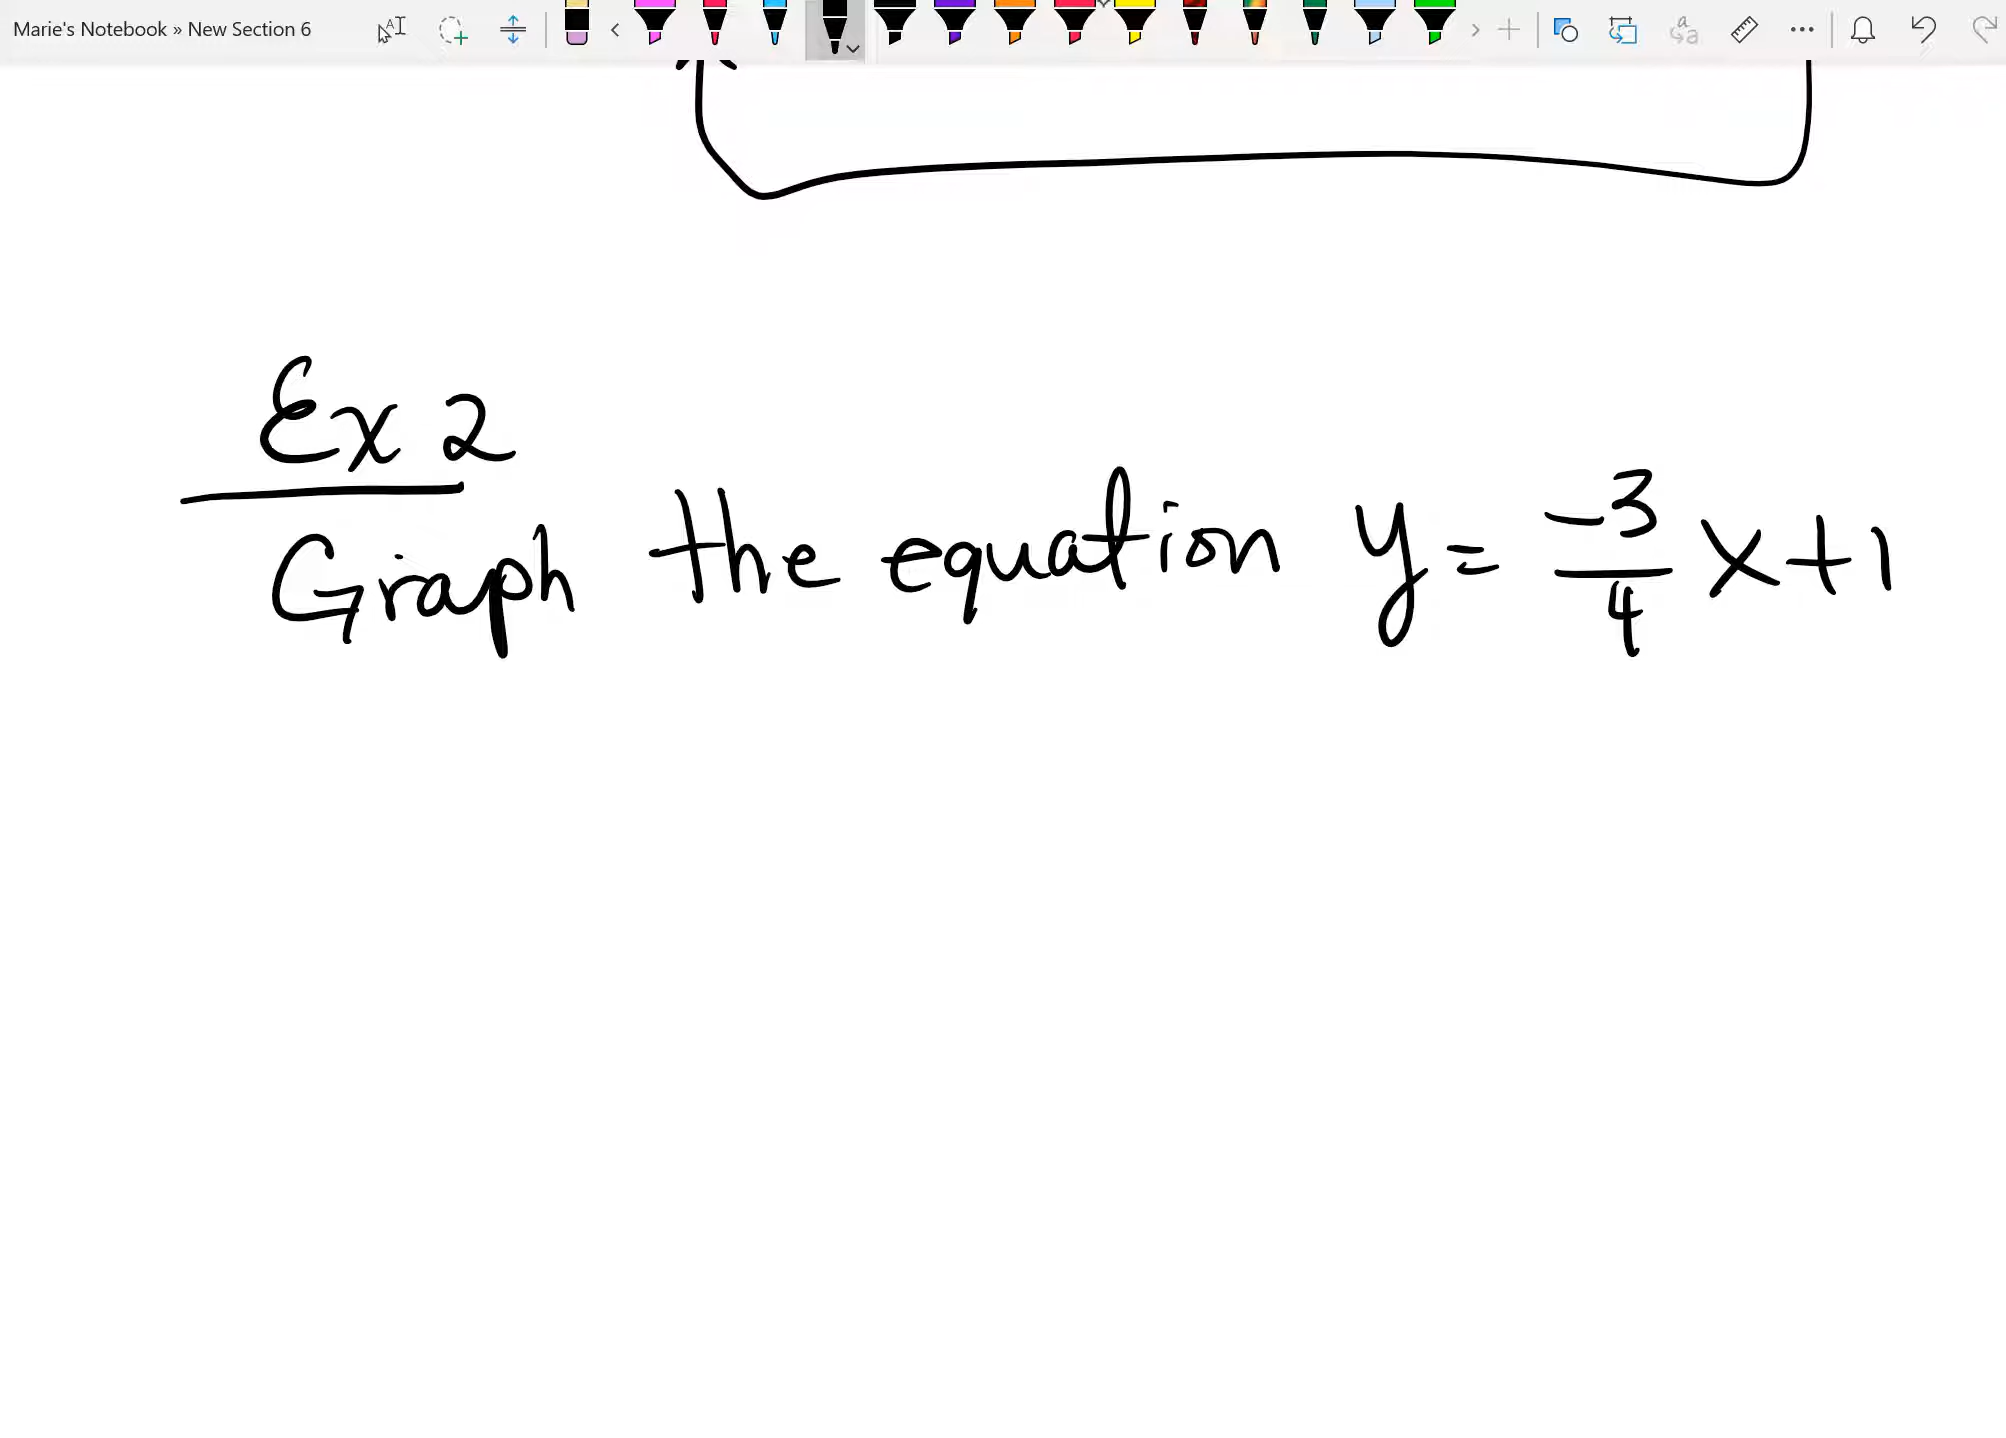 Marie's Notebook » New Section 6
Ex 2
Graph the equation y = -3/4 x + 1